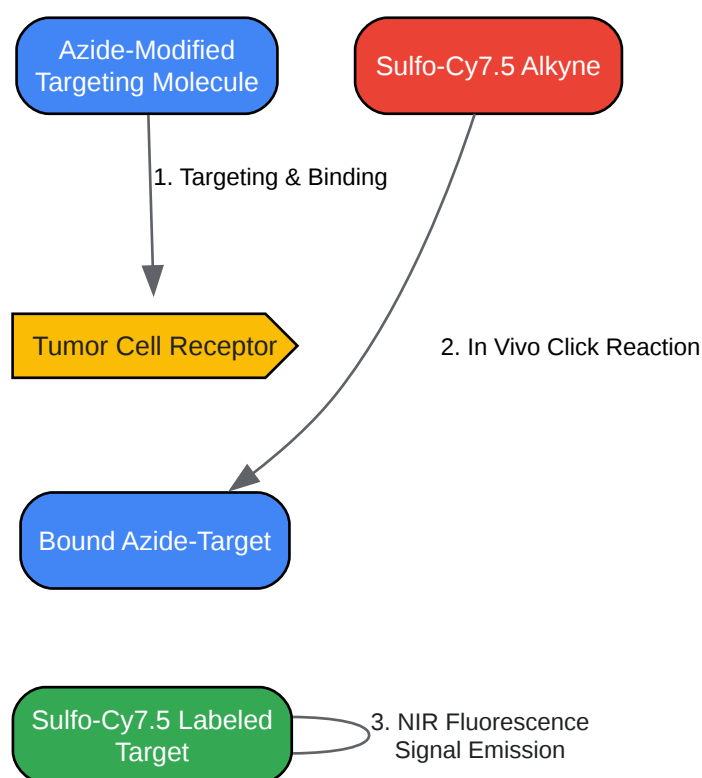 Azide-Modified
Targeting Molecule
Sulfo-Cy7.5 Alkyne
1. Targeting & Binding
Tumor Cell Receptor
2. In Vivo Click Reaction
Bound Azide-Target
Sulfo-Cy7.5 Labeled
Target
3. NIR Fluorescence
Signal Emission